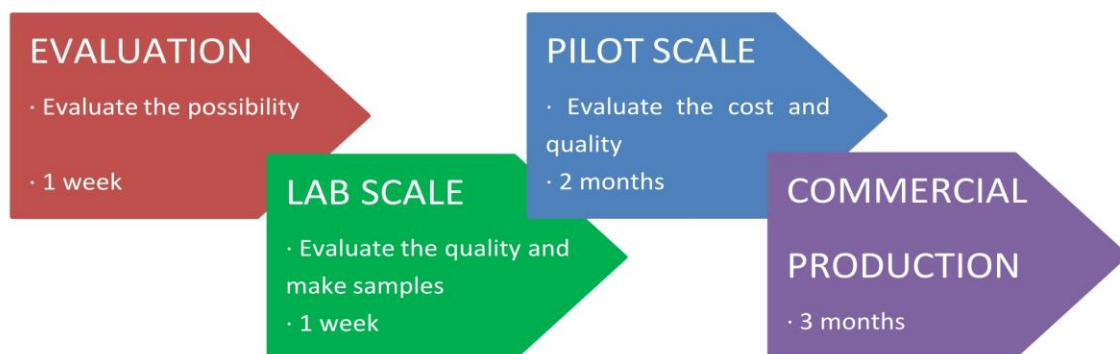 EVALUATION
· Evaluate the possibility
· 1 week
LAB SCALE
· Evaluate the quality and
make samples
· 1 week
PILOT SCALE
· Evaluate the cost and
quality
· 2 months
COMMERCIAL
PRODUCTION
· 3 months